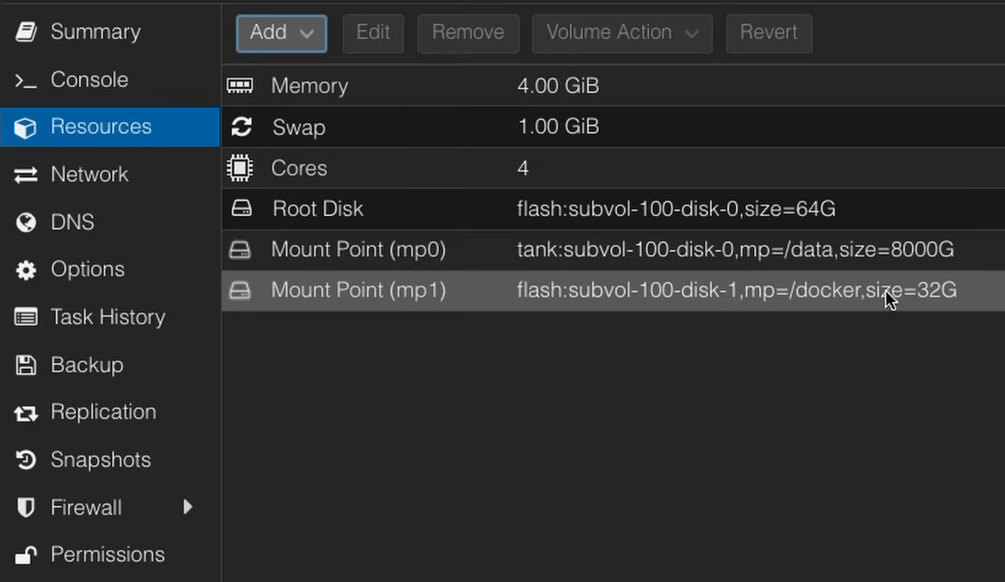 Summary
Console
Resources
Network
DNS
Options
Task History
Backup
Replication
Snapshots
Firewall
Permissions
Add Edit Remove Volume Action Revert
Memory 4.00 GiB
Swap 1.00 GiB
Cores 4
Root Disk flash:subvol-100-disk-0,size=64G
Mount Point (mp0) tank:subvol-100-disk-0,mp=/data,size=8000G
Mount Point (mp1) flash:subvol-100-disk-1,mp=/docker,size=32G